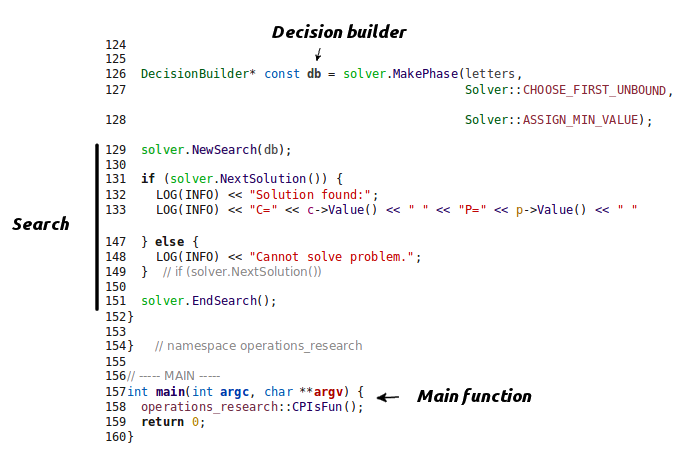 Decision builder
124
125
126 DecisionBuilder* const db = solver.MakePhase(letters,
127 Solver::CHOOSE_FIRST_UNBOUND,
128 Solver::ASSIGN_MIN_VALUE);
129 solver.NewSearch(db);
130
131 if (solver.NextSolution()) {
132 LOG(INFO) << "Solution found:";
133 LOG(INFO) << "C=" << c->Value() << " " << "P=" << p->Value() << " "
Search
147 } else {
148 LOG(INFO) << "Cannot solve problem.";
149 } // if (solver.NextSolution())
150
151 solver.EndSearch();
152}
153
154} // namespace operations_research
155
156// ----- MAIN -----
157int main(int argc, char **argv) {
Main function
158 operations_research::CPIsFun();
159 return 0;
160}